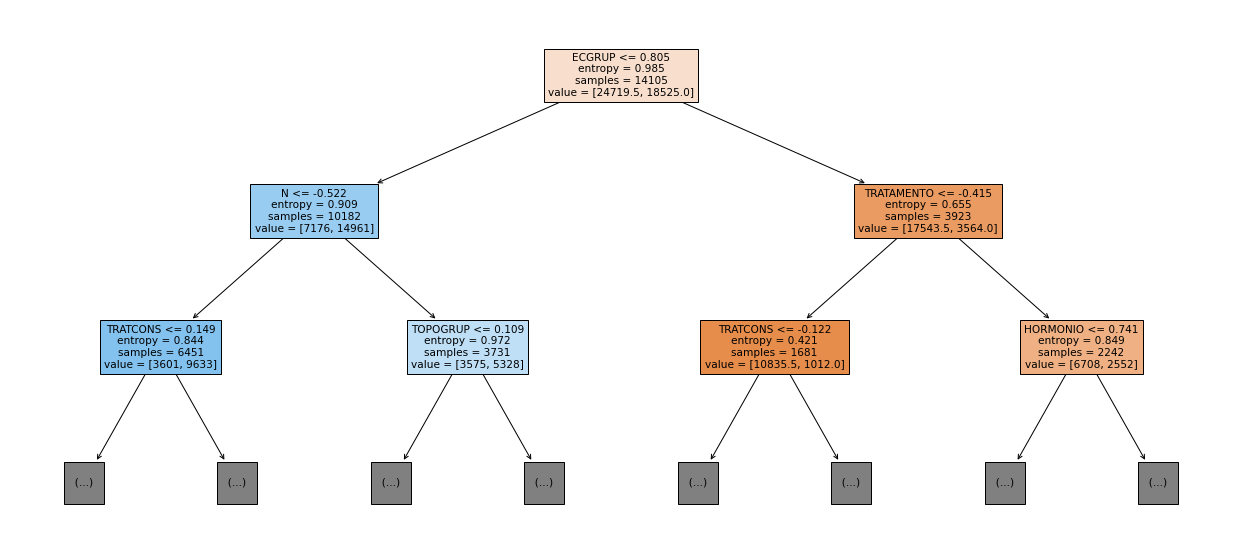 ECGRUP <= 0.805
entropy = 0.985
samples = 14105
value = [24719.5, 18525.0]
N <= -0.522
entropy = 0.909
samples = 10182
value = [7176, 14961]
TRATAMENTO <= -0.415
entropy = 0.655
samples = 3923
value = [17543.5, 3564.0]
TRATCONS <= 0.149
entropy = 0.844
samples = 6451
value = [3601, 9633]
TOPOGRUP <= 0.109
entropy = 0.972
samples = 3731
value = [3575, 5328]
TRATCONS <= -0.122
entropy = 0.421
samples = 1681
value = [10835.5, 1012.0]
HORMONIO <= 0.741
entropy = 0.849
samples = 2242
value = [6708, 2552]
(...)
(...)
(...)
(...)
(...)
(...)
(...)
(...)